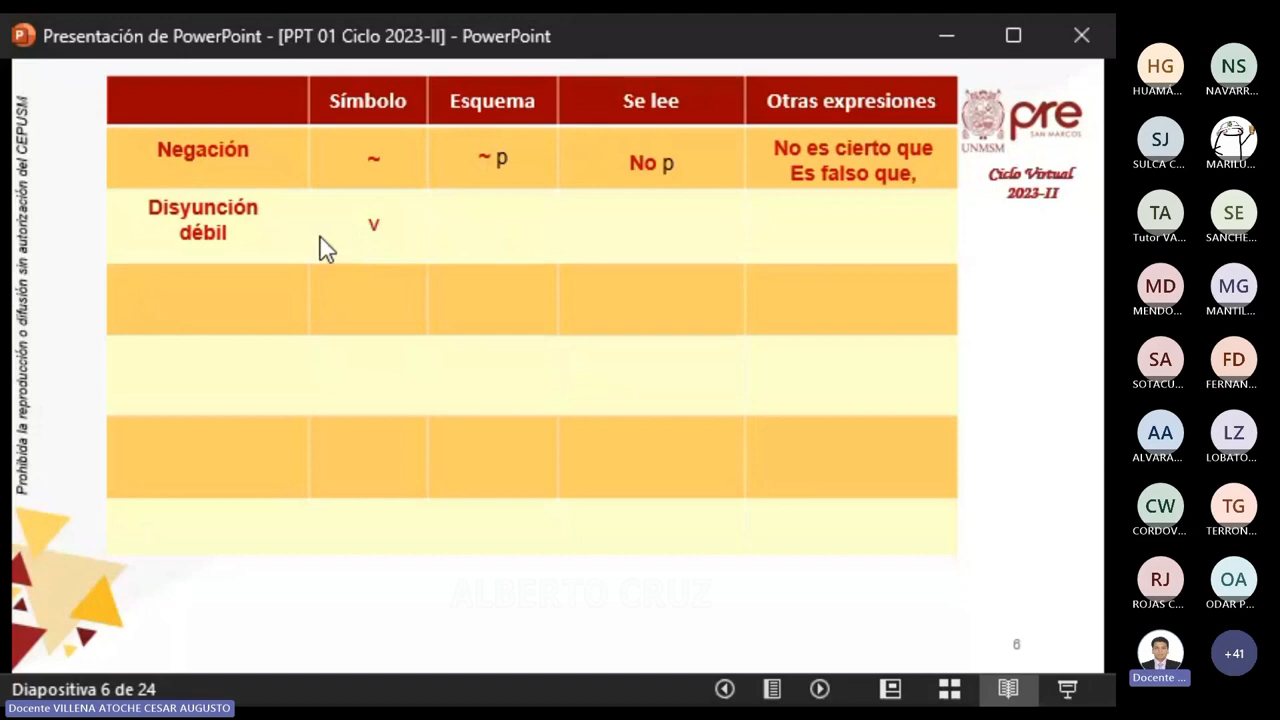 Presentación de PowerPoint - [PPT 01 Ciclo 2023-II] - PowerPoint
Prohibida la reproducción o difusión sin autorización del CEPUSM
Símbolo Esquema Se lee Otras expresiones
Negación ~ ~ p No p No es cierto que
Es falso que,
Disyunción
débil
v
UNMSM
pre
SAN MARCOS
Ciclo Virtual
2023-II
ALBERTO CRUZ
6
Diapositiva 6 de 24
Docente VILLENA ATOCHE CESAR AUGUSTO
HG NS
HUAMÁ... NAVARR...
SJ
SULCA C... MARILU...
TA SE
Tutor VA... SANCHE...
MD MG
MENDO... MANTIL...
SA FD
SOTACU... FERNAN...
AA LZ
ALVARA... LOBATO...
CW TG
CORDOV... TERRON...
RJ OA
ROJAS C... ODAR P...
+41
Docente ...